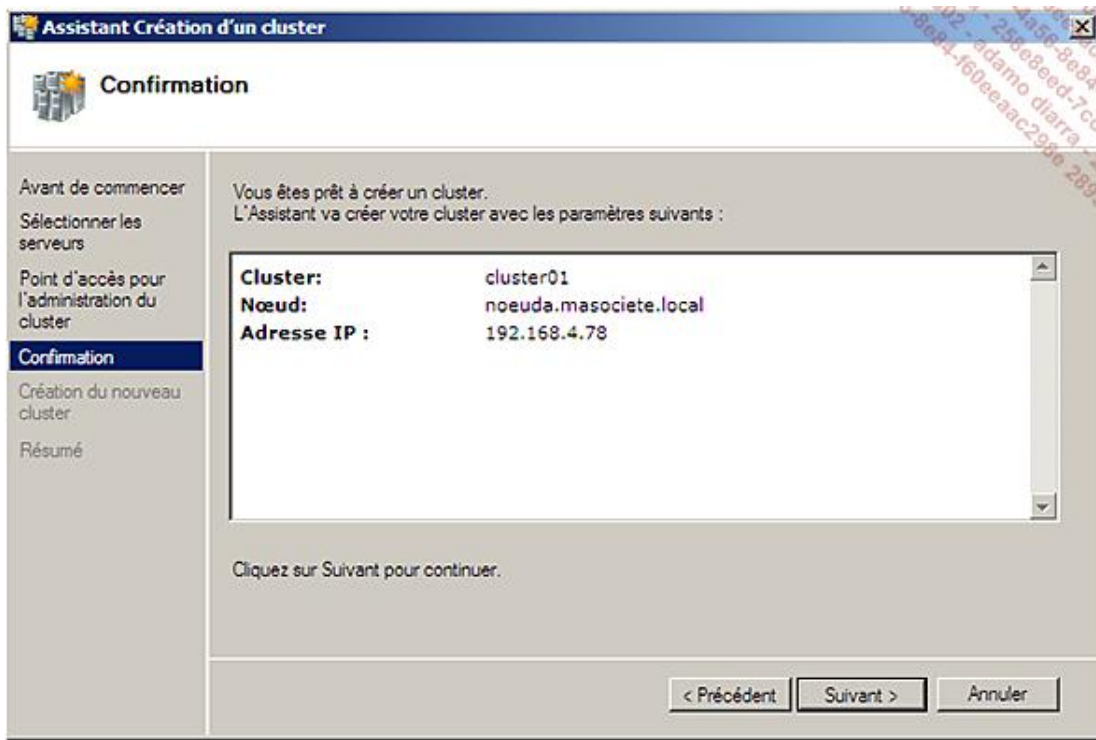 Assistant Création d'un cluster
Confirmation
Avant de commencer
Sélectionner les
serveurs
Point d'accès pour
l'administration du
cluster
Confirmation
Création du nouveau
cluster
Résumé
Vous êtes prêt à créer un cluster.
L'Assistant va créer votre cluster avec les paramètres suivants :
Cluster: cluster01
Nœud: noeuda.masociete.local
Adresse IP : 192.168.4.78
Cliquez sur Suivant pour continuer.
< Précédent Suivant > Annuler
adamo diarra